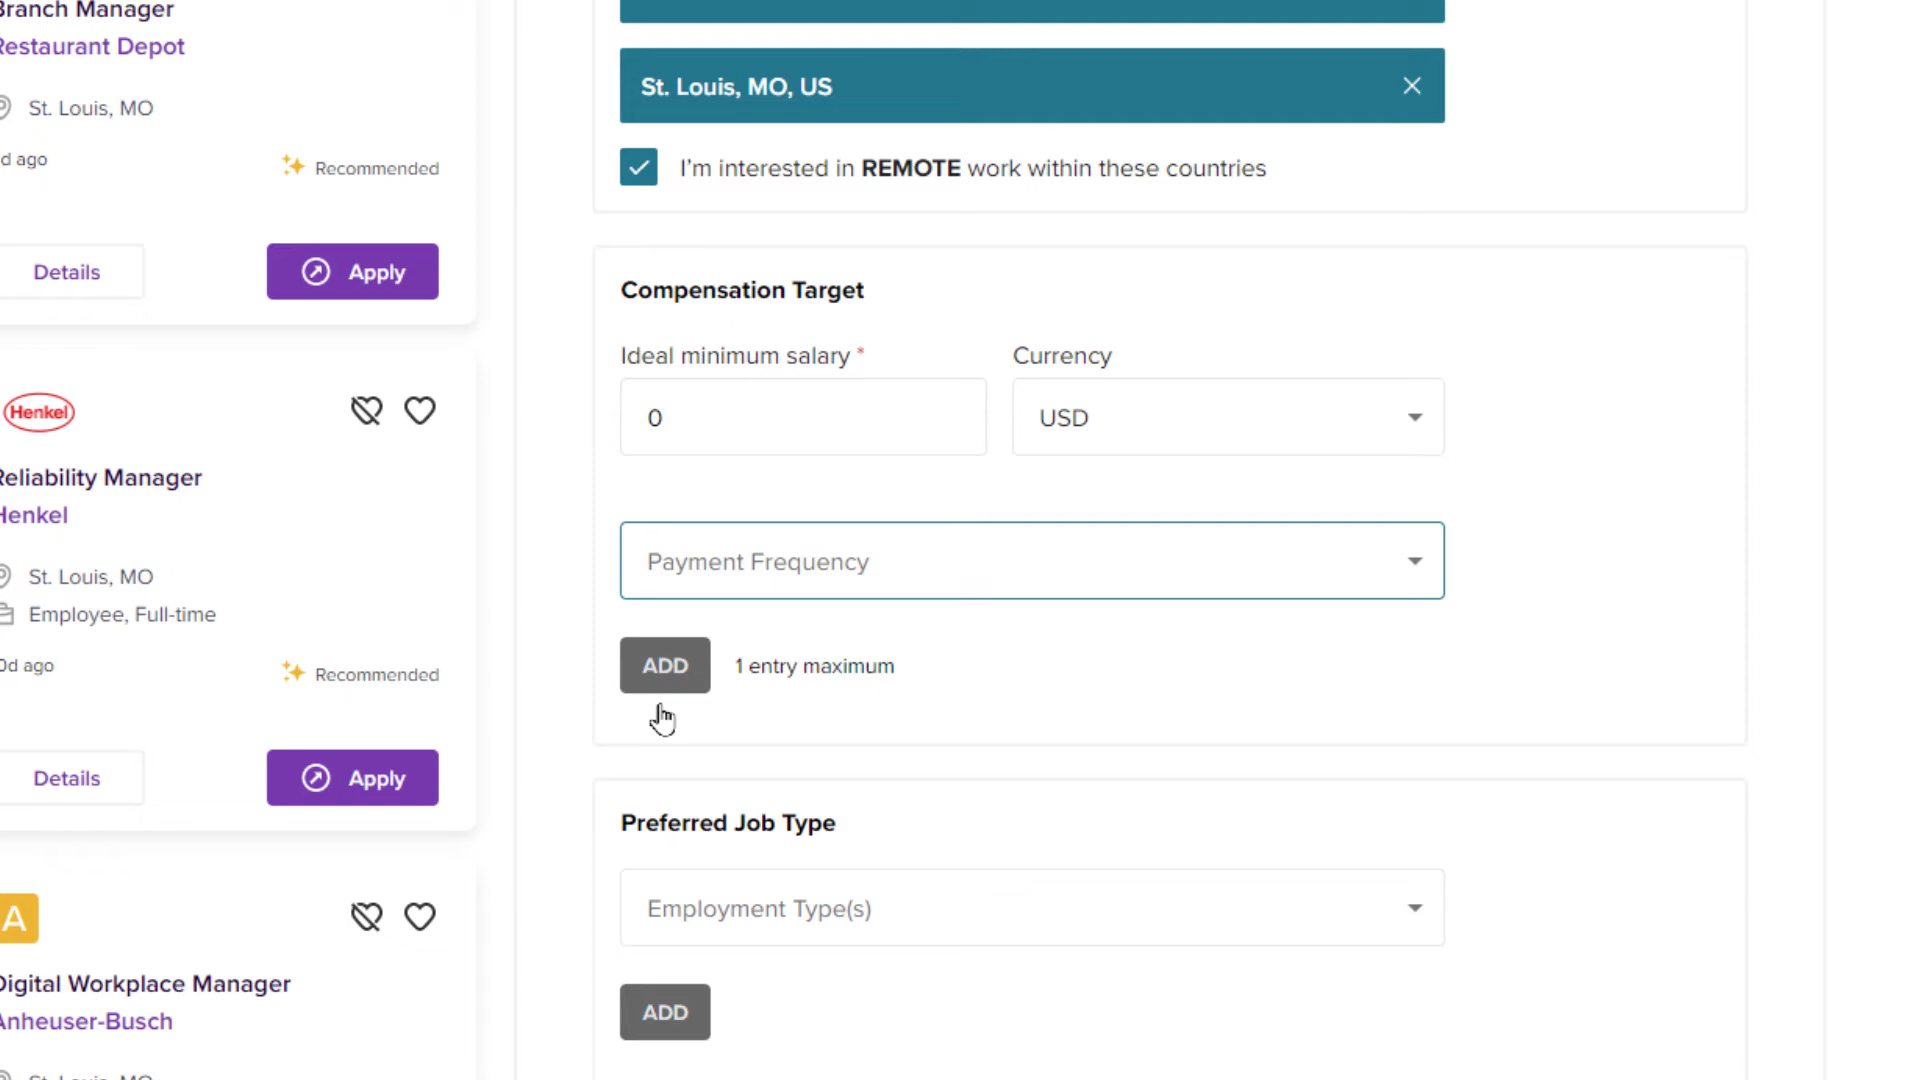 Branch Manager
Restaurant Depot
St. Louis, MO
d ago
Recommended
Details
Apply
Henkel
Reliability Manager
Henkel
St. Louis, MO
Employee, Full-time
0d ago
Recommended
Details
Apply
A
Digital Workplace Manager
Anheuser-Busch
St. Louis, MO
St. Louis, MO, US
I'm interested in REMOTE work within these countries
Compensation Target
Ideal minimum salary *
Currency
0
USD
Payment Frequency
ADD
1 entry maximum
Preferred Job Type
Employment Type(s)
ADD